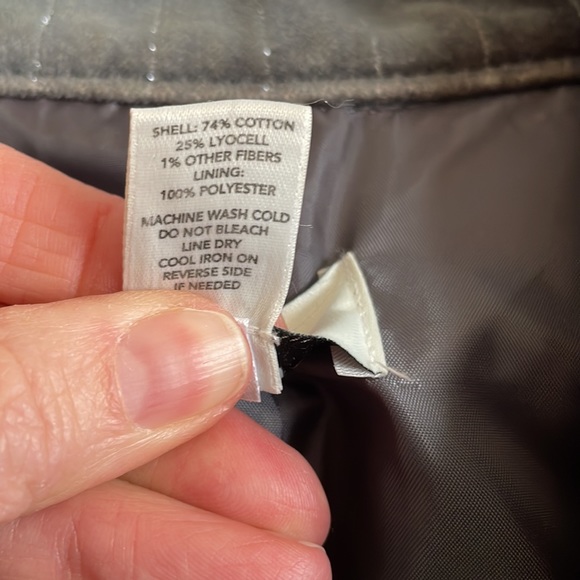 SHELL: 74% COTTON
25% LYOCELL
1% OTHER FIBERS
LINING:
100% POLYESTER
MACHINE WASH COLD
DO NOT BLEACH
LINE DRY
COOL IRON ON
REVERSE SIDE
IF NEEDED